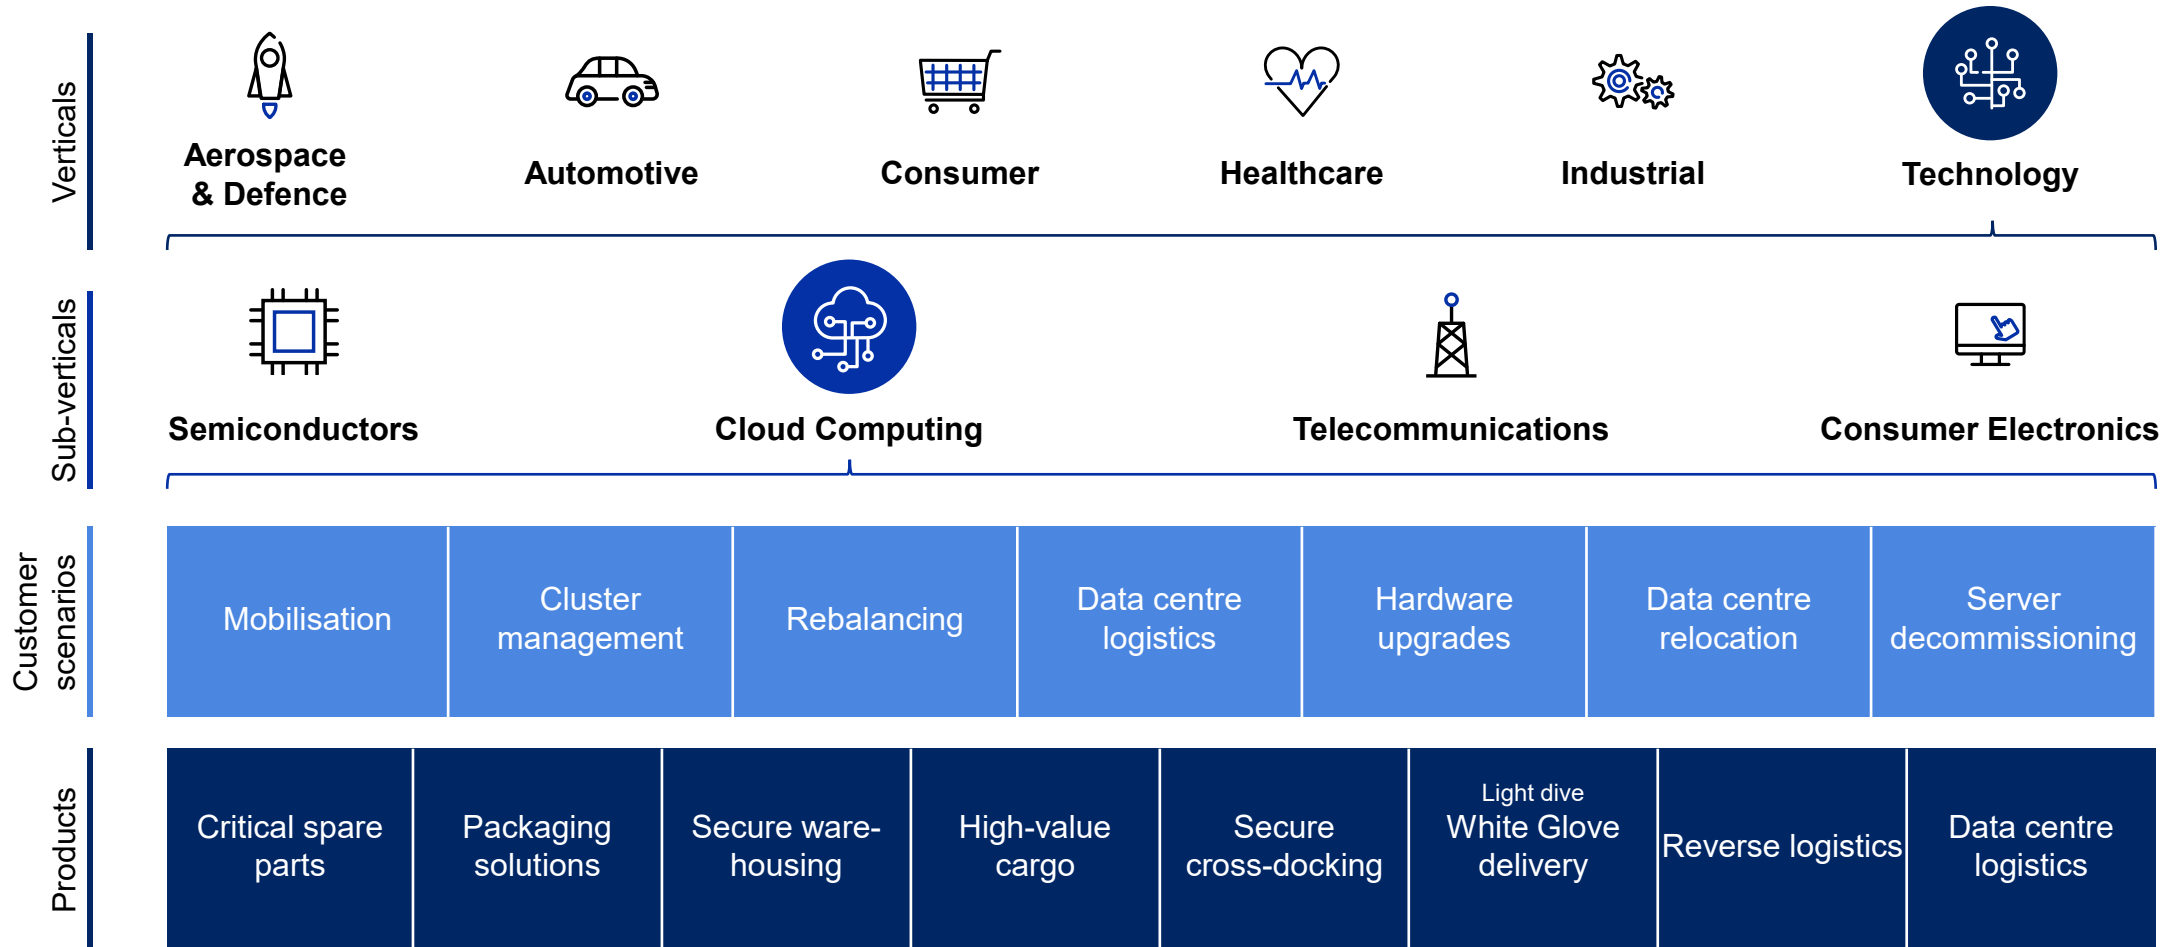 Verticals
Aerospace
& Defence
Automotive
Consumer
Healthcare
Industrial
Technology
Sub-verticals
Semiconductors
Cloud Computing
Telecommunications
Consumer Electronics
Customer
scenarios
Mobilisation
Cluster
management
Rebalancing
Data centre
logistics
Hardware
upgrades
Data centre
relocation
Server
decommissioning
Products
Critical spare
parts
Packaging
solutions
Secure ware-
housing
High-value
cargo
Secure
cross-docking
Light dive
White Glove
delivery
Reverse logistics
Data centre
logistics